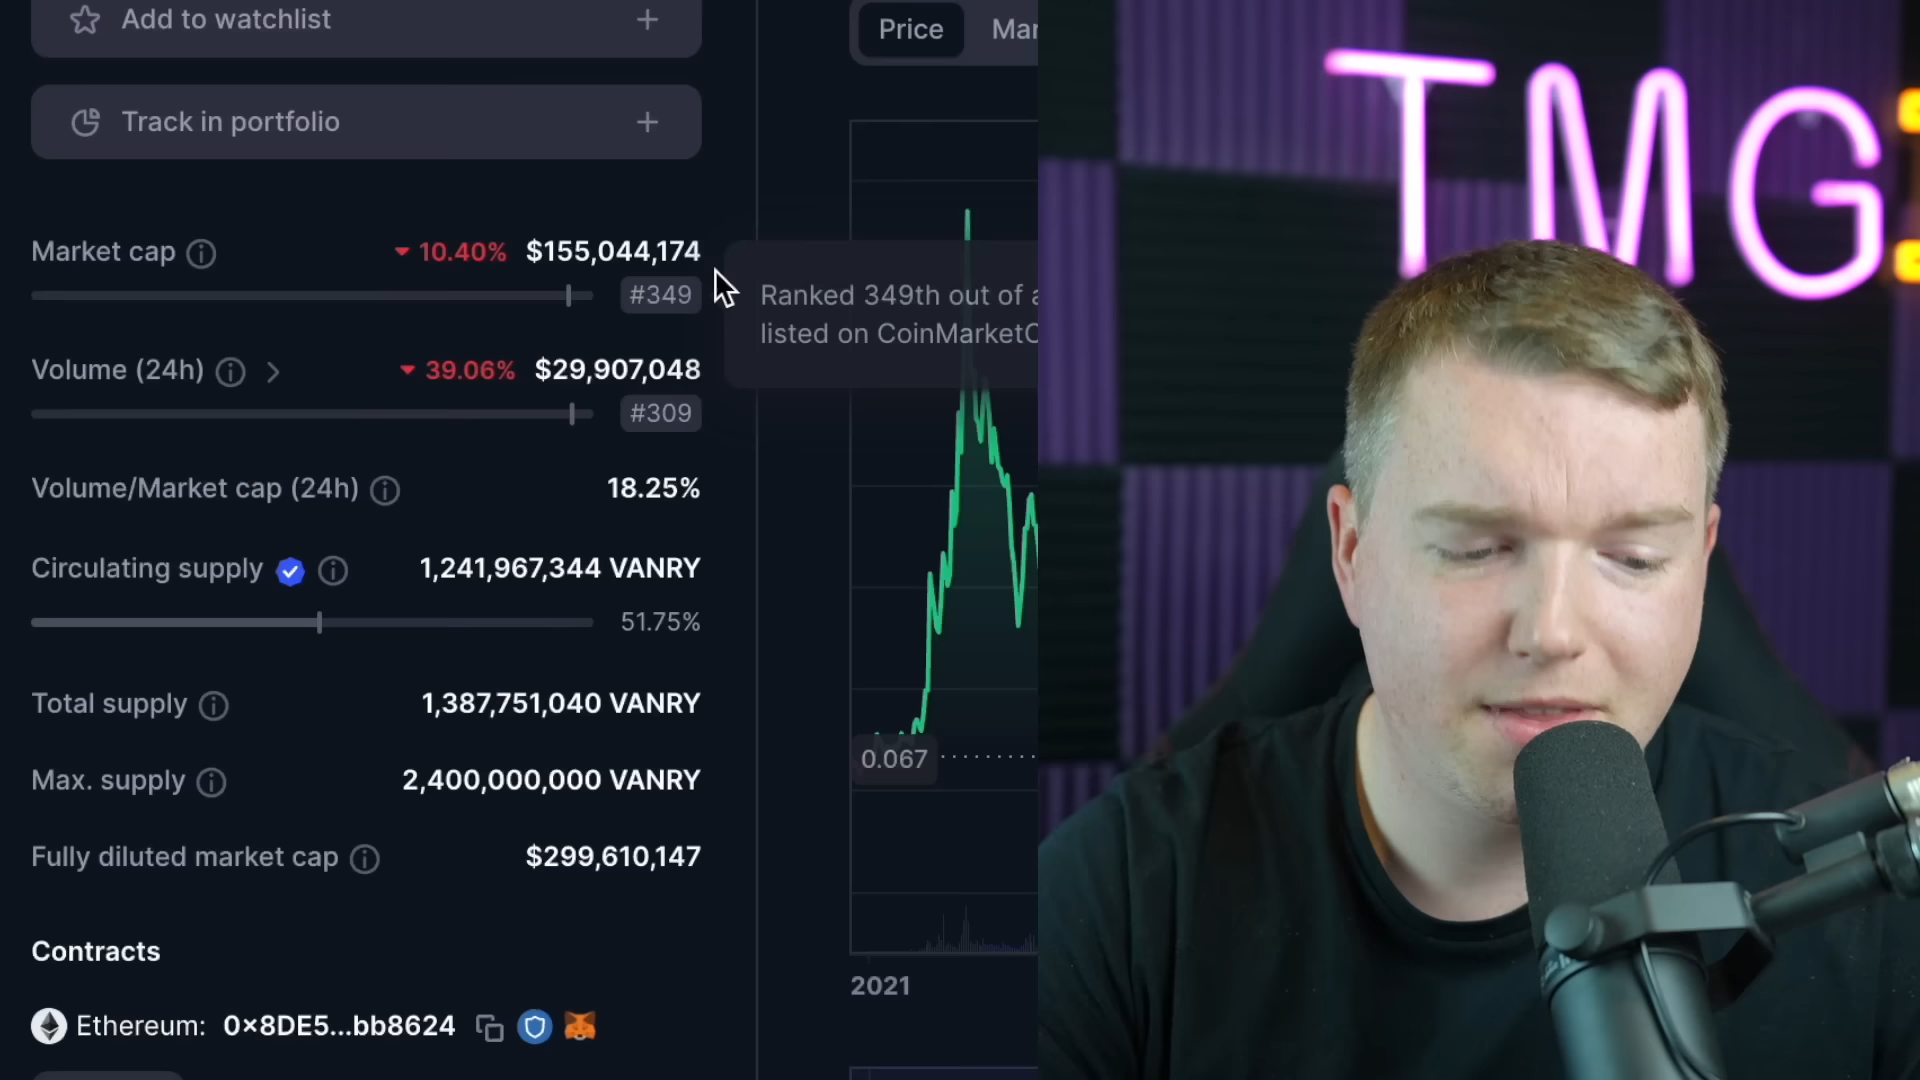 Add to watchlist +
Track in portfolio +
Price Mar
TMG
Market cap 10.40% $155,044,174
#349
Ranked 349th out of a
listed on CoinMarketC
Volume (24h) > 39.06% $29,907,048
#309
Volume/Market cap (24h) 18.25%
Circulating supply 1,241,967,344 VANRY
51.75%
Total supply 1,387,751,040 VANRY
0.067
Max. supply 2,400,000,000 VANRY
Fully diluted market cap $299,610,147
Contracts
2021
Ethereum: 0x8DE5...bb8624